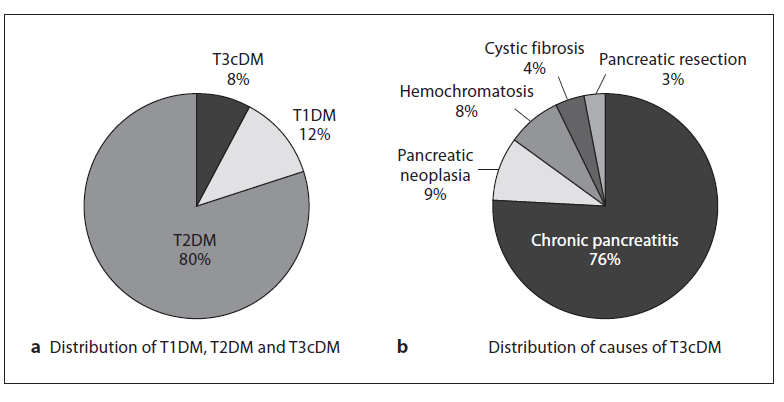 T3cDM
8%
T1DM
12%
T2DM
80%
a Distribution of T1DM, T2DM and T3cDM
Cystic fibrosis
4%
Pancreatic resection
3%
Hemochromatosis
8%
Pancreatic
neoplasia
9%
Chronic pancreatitis
76%
b Distribution of causes of T3cDM